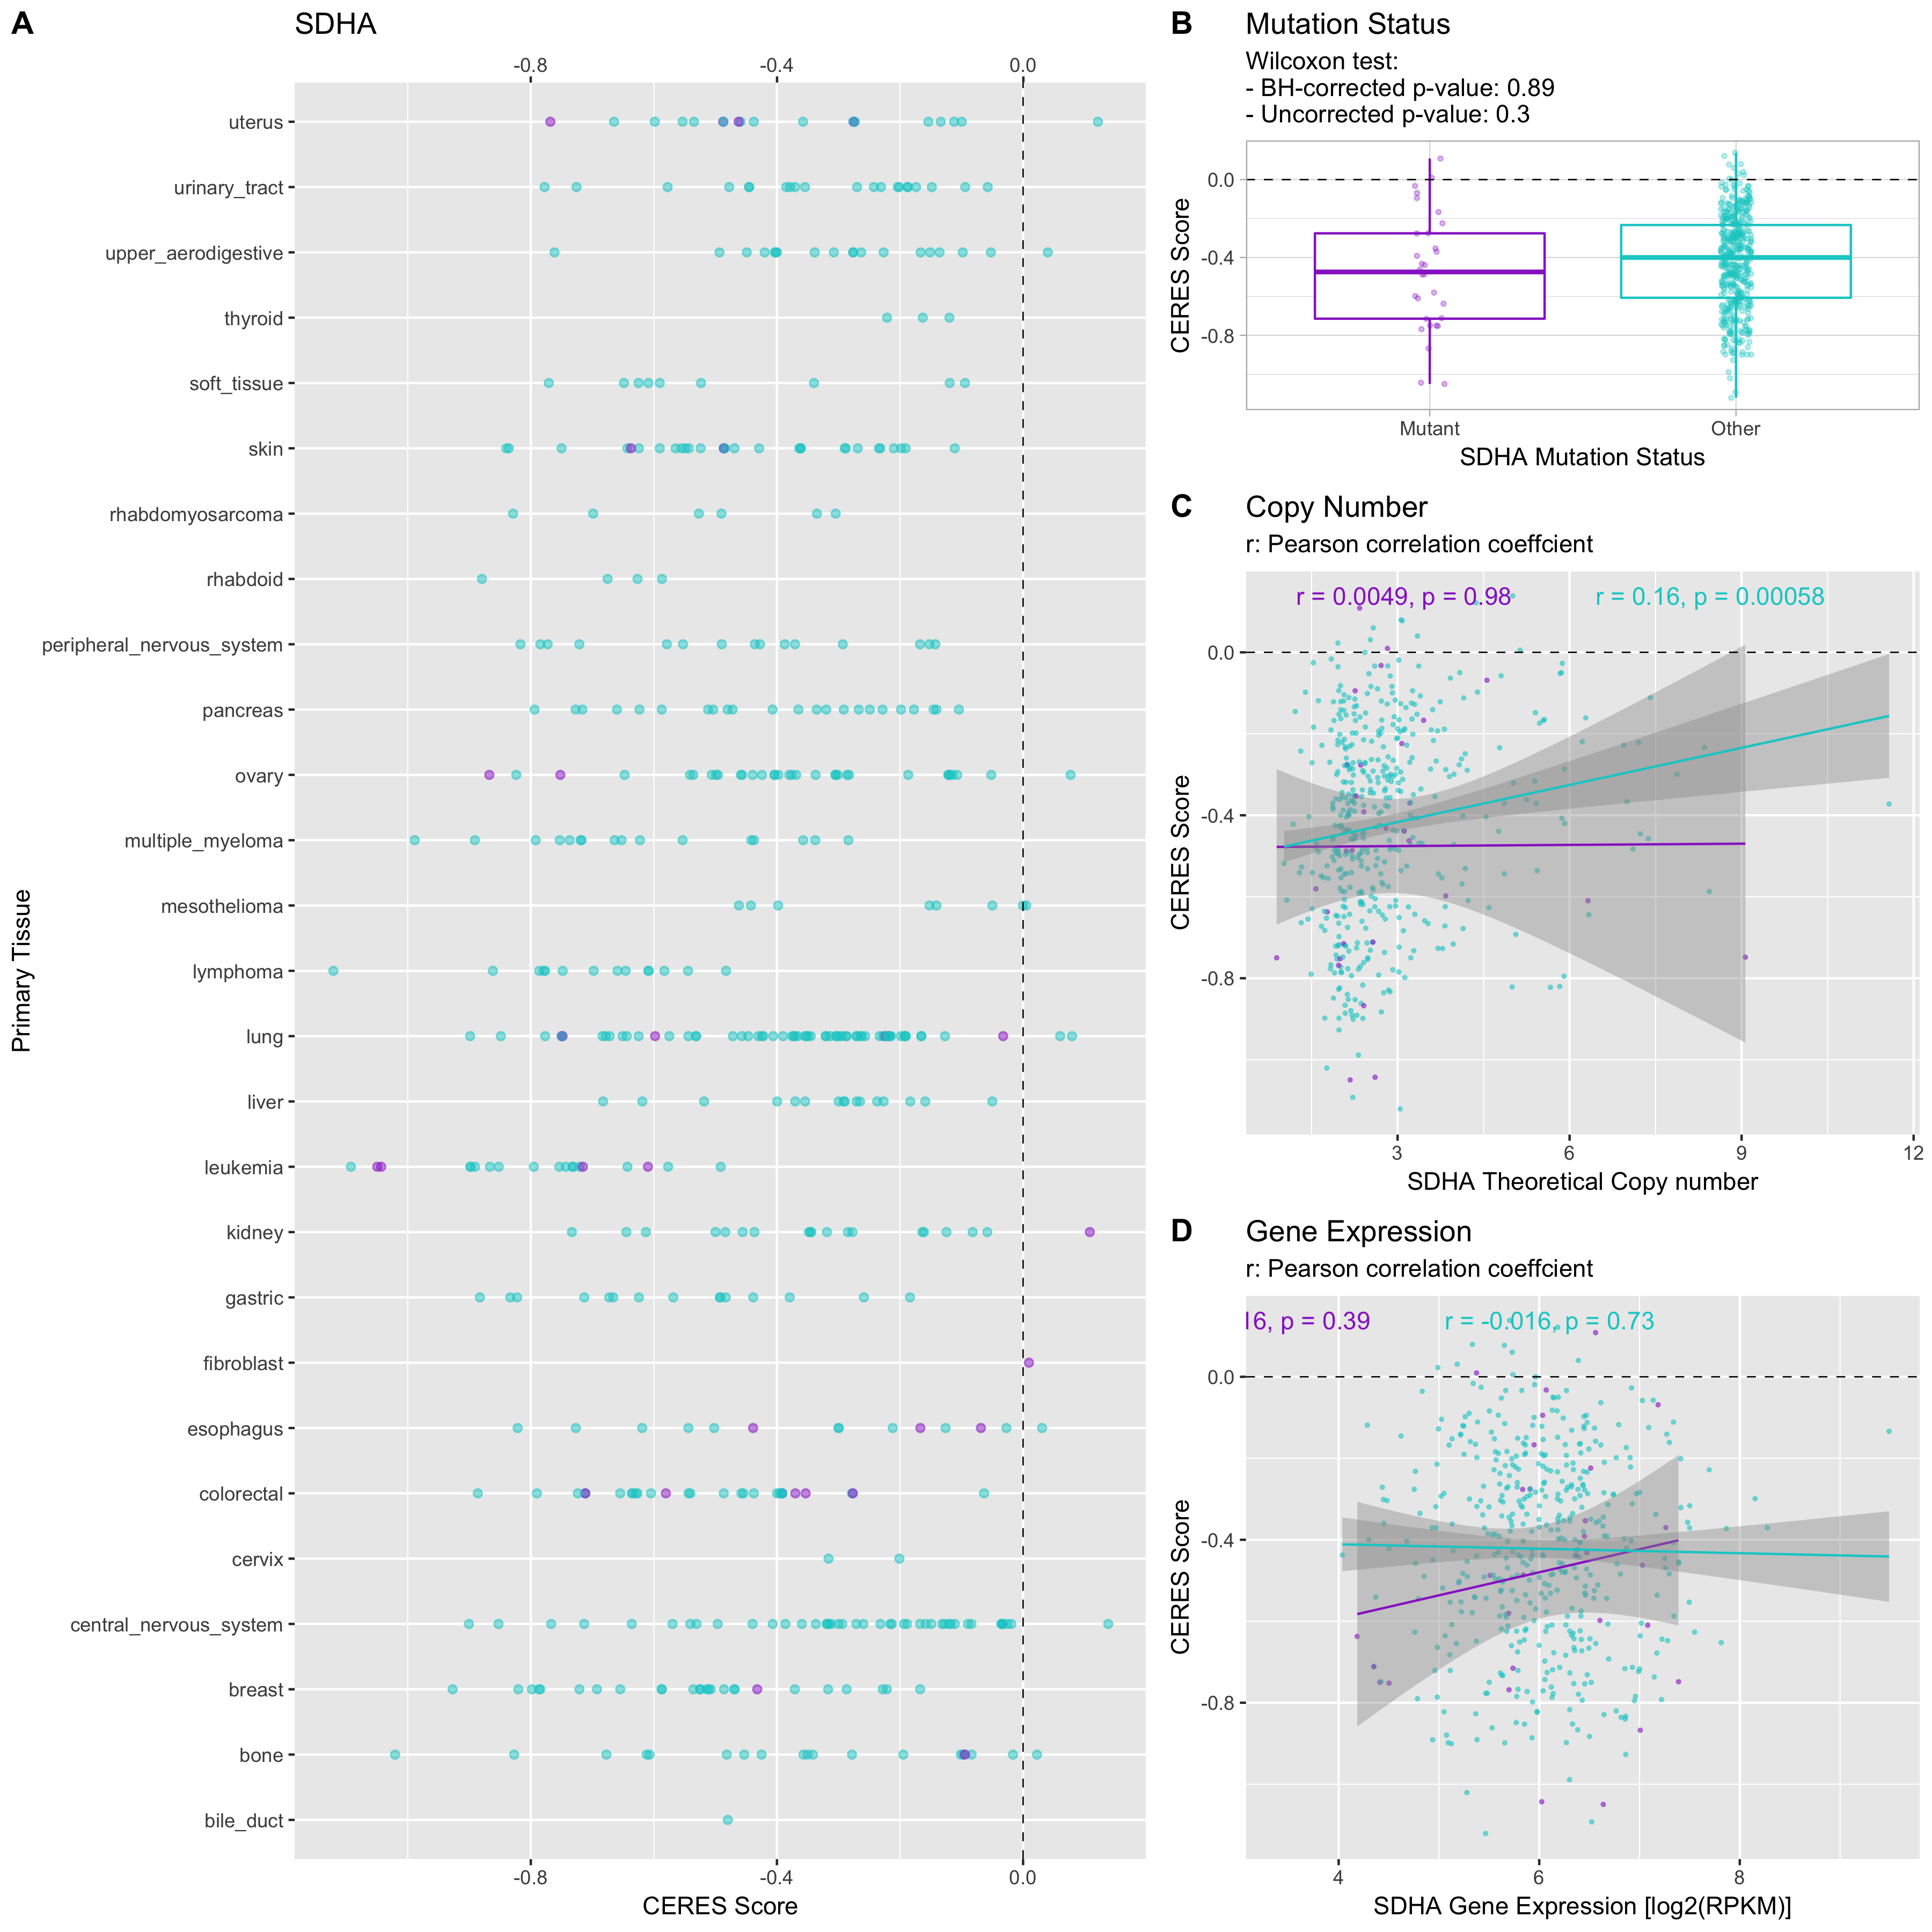 A
SDHA
-0.8 -0.4 0.0
uterus
urinary_tract
upper_aerodigestive
thyroid
soft_tissue
skin
rhabdomyosarcoma
rhabdoid
peripheral_nervous_system
pancreas
ovary
multiple_myeloma
mesothelioma
lymphoma
lung
liver
leukemia
kidney
gastric
fibroblast
esophagus
colorectal
cervix
central_nervous_system
breast
bone
bile_duct
Primary Tissue
-0.8 -0.4 0.0
CERES Score
B
Mutation Status
Wilcoxon test:
- BH-corrected p-value: 0.89
- Uncorrected p-value: 0.3
CERES Score
0.0
-0.4
-0.8
Mutant Other
SDHA Mutation Status
C
Copy Number
r: Pearson correlation coeffcient
r = 0.0049, p = 0.98 r = 0.16, p = 0.00058
CERES Score
0.0
-0.4
-0.8
3 6 9 12
SDHA Theoretical Copy number
D
Gene Expression
r: Pearson correlation coeffcient
16, p = 0.39 r = -0.016, p = 0.73
CERES Score
0.0
-0.4
-0.8
4 6 8
SDHA Gene Expression [log2(RPKM)]